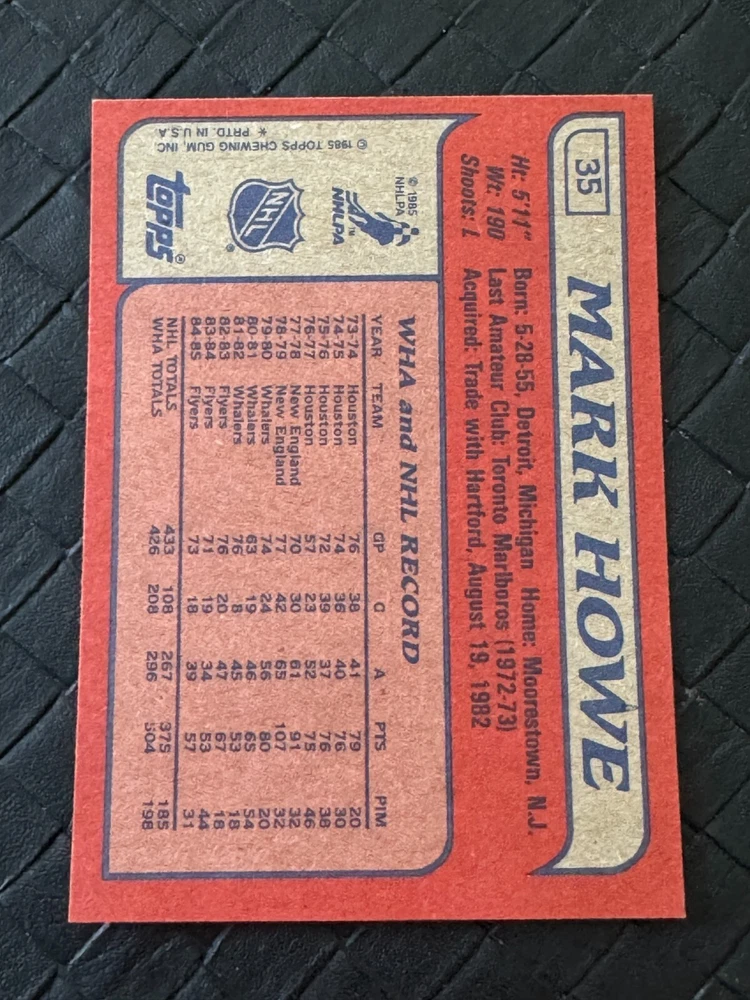 35
MARK HOWE
Ht: 5'11" Born: 5-28-55, Detroit, Michigan Home: Moorestown, N.J.
Wt: 190 Last Amateur Club: Toronto Marlboros (1972-73)
Shoots: L Acquired: Trade with Hartford, August 19, 1982
© 1985
NHLPA
NHLPA™
NHL®
topps®
© 1985 TOPPS CHEWING GUM, INC.
* PRTD. IN U.S.A
WHA and NHL RECORD
YEAR TEAM GP G A PTS PIM
73-74 Houston 76 38 41 79 20
74-75 Houston 74 36 40 76 30
75-76 Houston 72 39 37 76 38
76-77 Houston 57 23 52 75 46
77-78 New England 70 30 61 91 32
78-79 New England 77 42 65 107 32
79-80 Whalers 74 24 56 80 20
80-81 Whalers 63 19 46 65 54
81-82 Whalers 76 8 45 53 18
82-83 Flyers 76 20 47 67 18
83-84 Flyers 71 19 34 53 44
84-85 Flyers 73 18 39 57 31
NHL TOTALS 433 108 267 375 185
WHA TOTALS 426 208 296 504 198